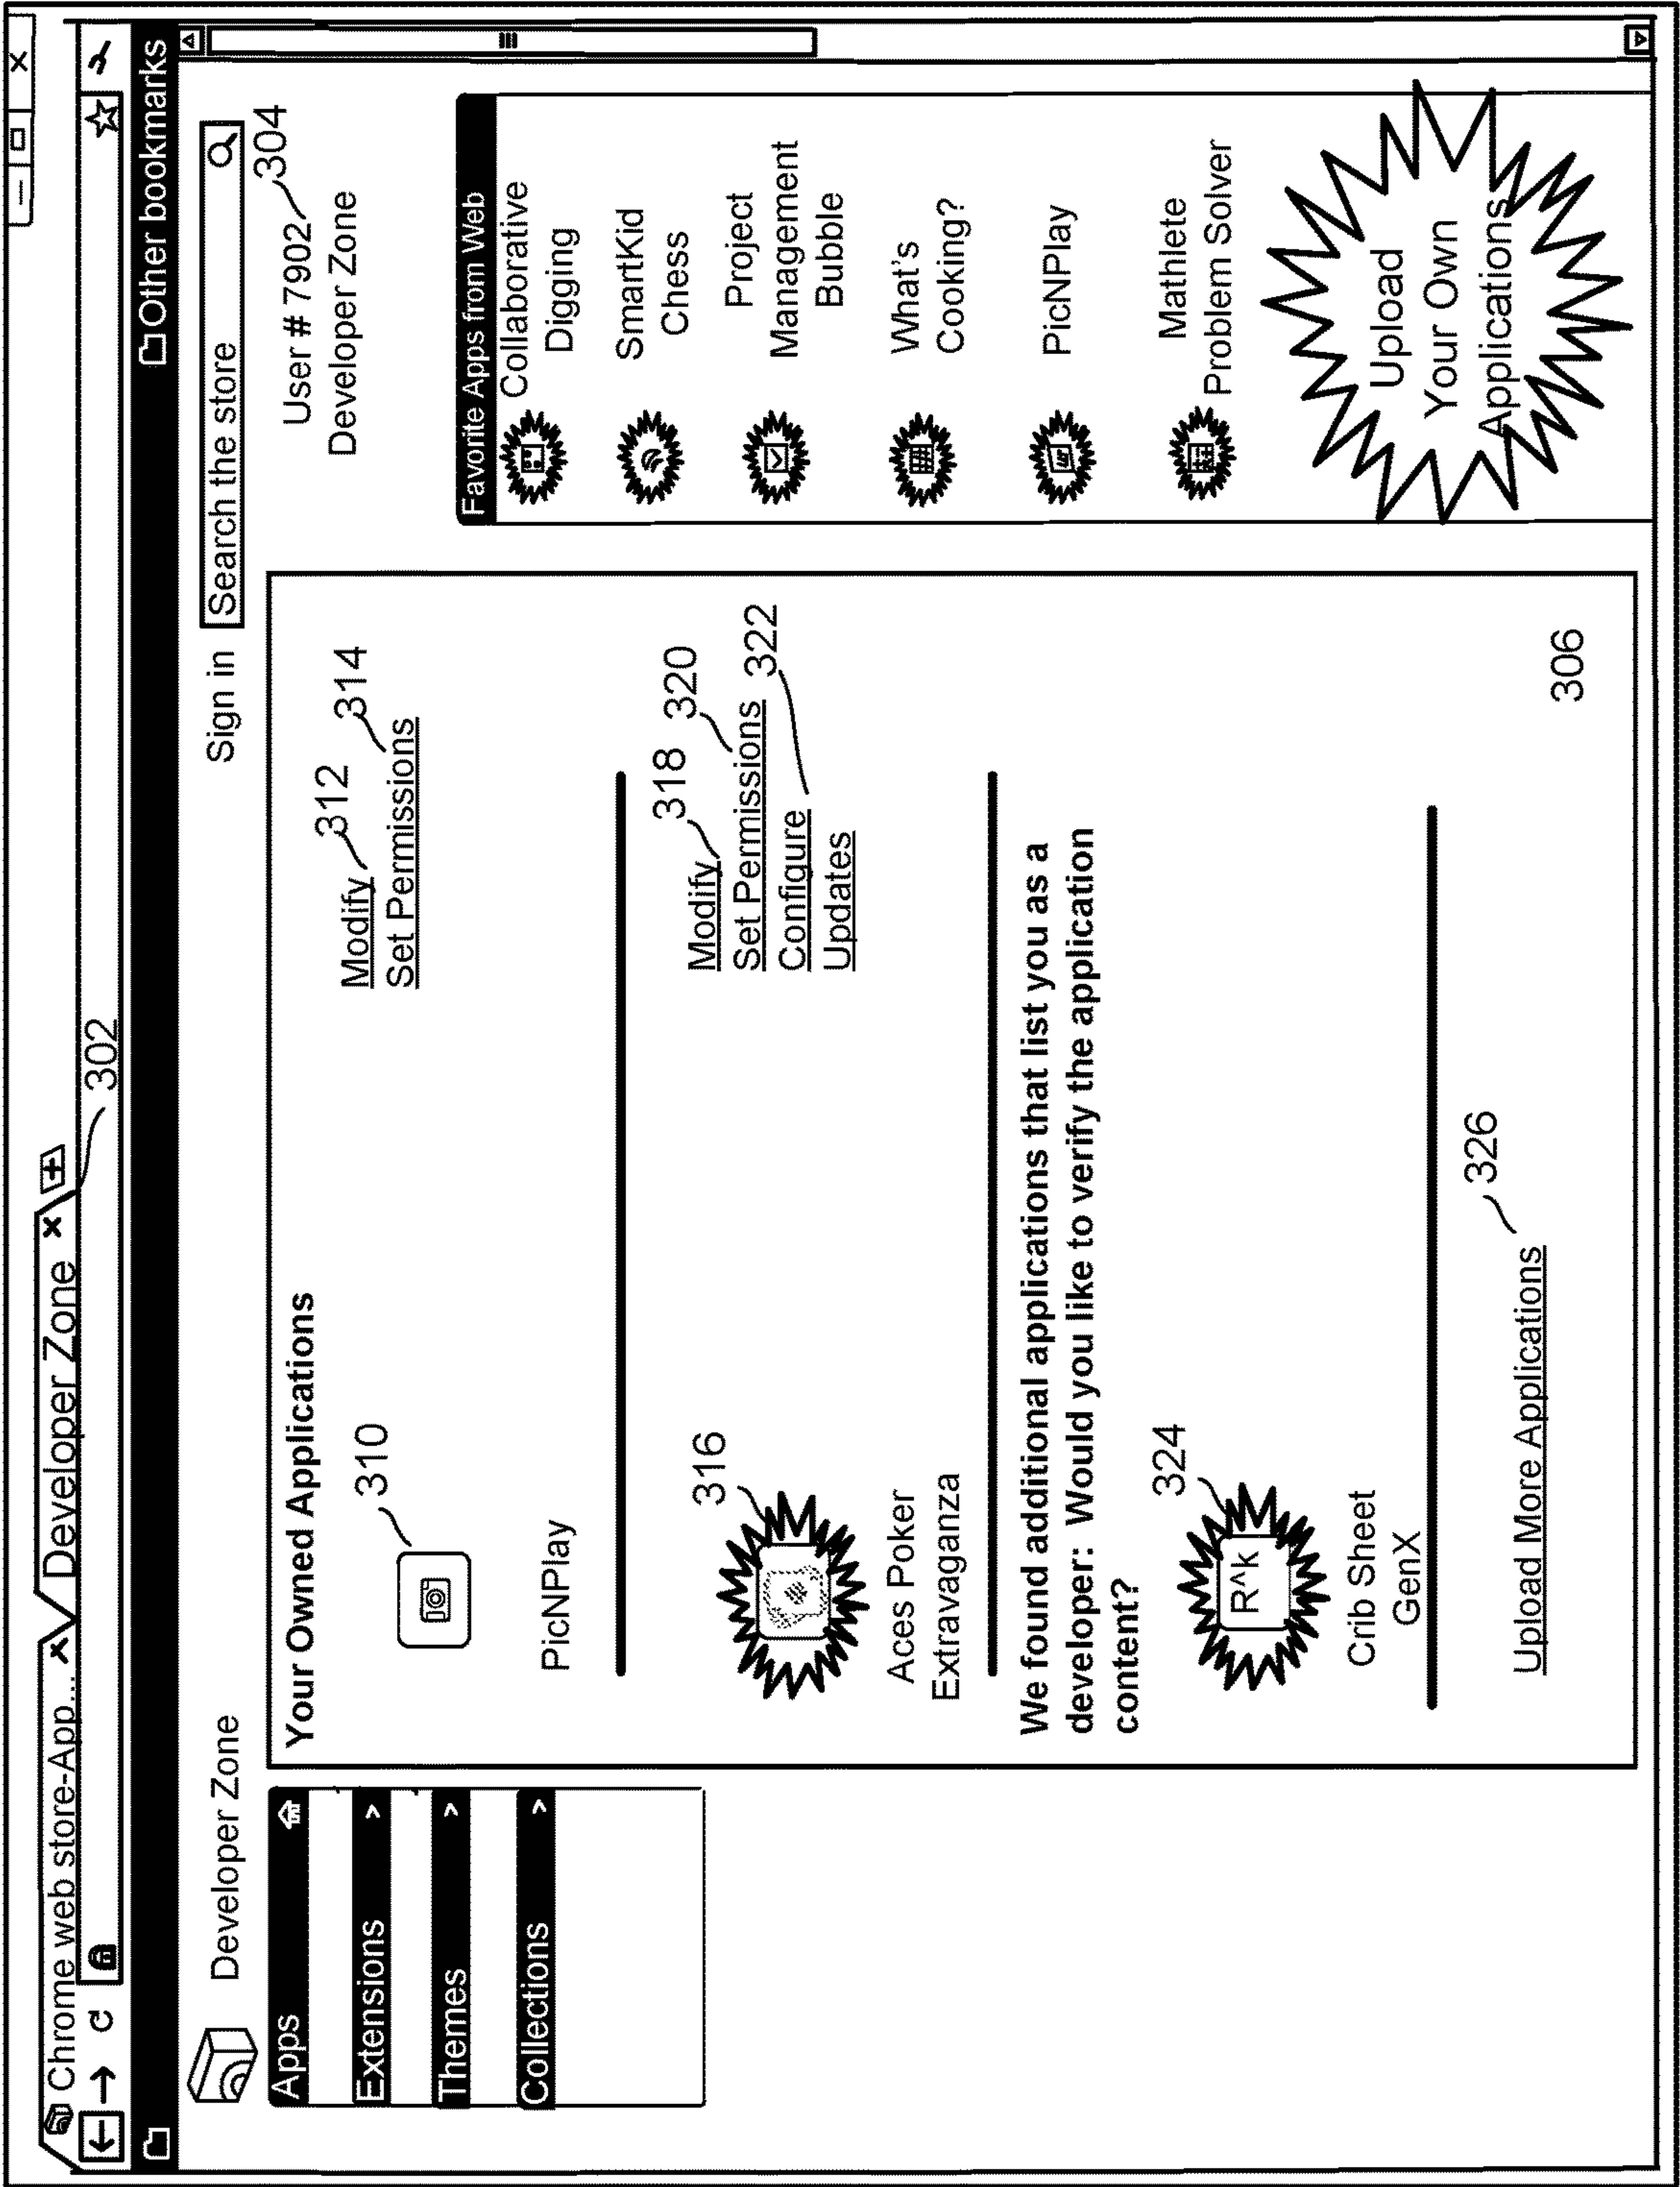 Chrome web store-App...
Developer Zone
302
Other bookmarks
Developer Zone
Sign in
Search the store
User # 7902
304
Developer Zone
Apps
Extensions
Themes
Collections
Your Owned Applications
310
PicNPlay
Modify
312
Set Permissions
314
316
Aces Poker
Extravaganza
Modify
318
Set Permissions
320
Configure
322
Updates
We found additional applications that list you as a
developer: Would you like to verify the application
content?
324
R^k
Crib Sheet
GenX
Upload More Applications
326
306
Favorite Apps from Web
Collaborative
Digging
SmartKid
Chess
Project
Management
Bubble
What's
Cooking?
PicNPlay
Mathlete
Problem Solver
Upload
Your Own
Applications